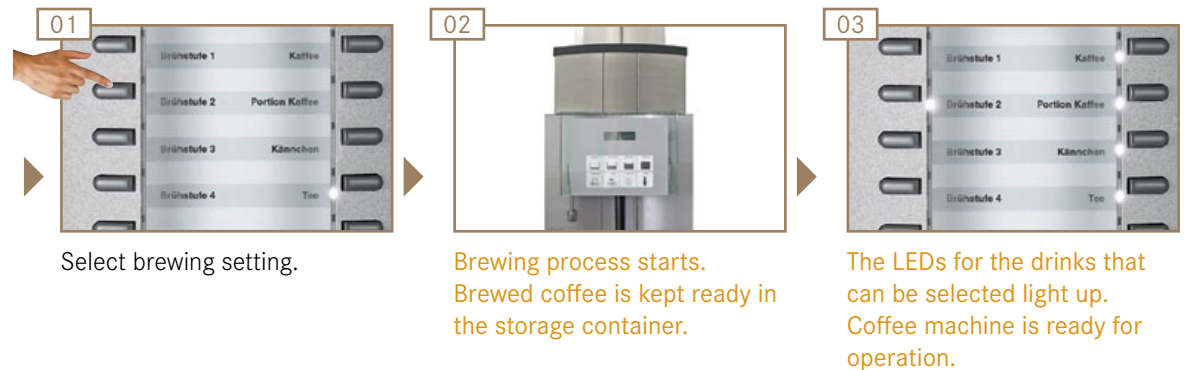 01
Brühstufe 1 Kaffee
Brühstufe 2 Portion Kaffee
Brühstufe 3 Kännchen
Brühstufe 4 Tee
Select brewing setting.
02
Brewing process starts.
Brewed coffee is kept ready in
the storage container.
03
Brühstufe 1 Kaffee
Brühstufe 2 Portion Kaffee
Brühstufe 3 Kännchen
Brühstufe 4 Tee
The LEDs for the drinks that
can be selected light up.
Coffee machine is ready for
operation.